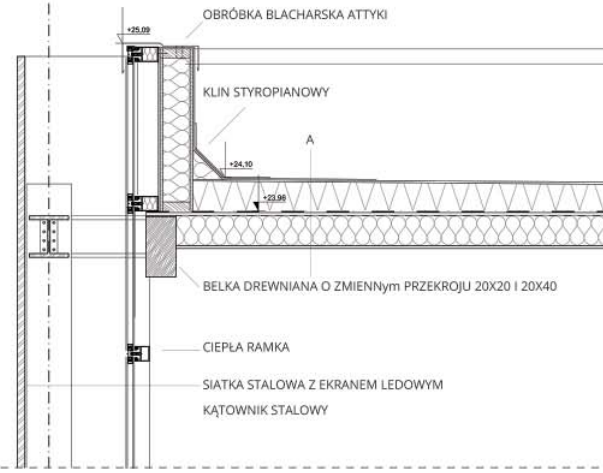 OBRÓBKA BLACHARSKA ATTYKI
+25,09
KLIN STYROPIANOWY
A
+24,10
+23,98
BELKA DREWNIANA O ZMIENNym PRZEKROJU 20X20 I 20X40
CIEPŁA RAMKA
SIATKA STALOWA Z EKRANEM LEDOWYM
KĄTOWNIK STALOWY